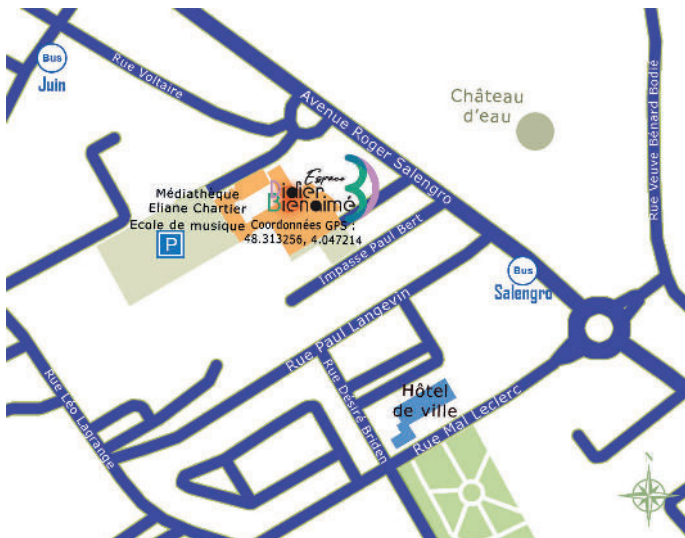 Bus
Juin
Rue Voltaire
Avenue Roger Salengro
Château
d'eau
Rue Veuve Bénard Bodié
Espace
Didier
Bienaimé
Médiathèque
Eliane Chartier
Ecole de musique
P
Coordonnées GPS :
48.313256, 4.047214
Impasse Paul Bert
Bus
Salengro
Rue Paul Langevin
Rue Léo Lagrange
Rue Désiré Briden
Hôtel
de ville
Rue Mal Leclerc
N